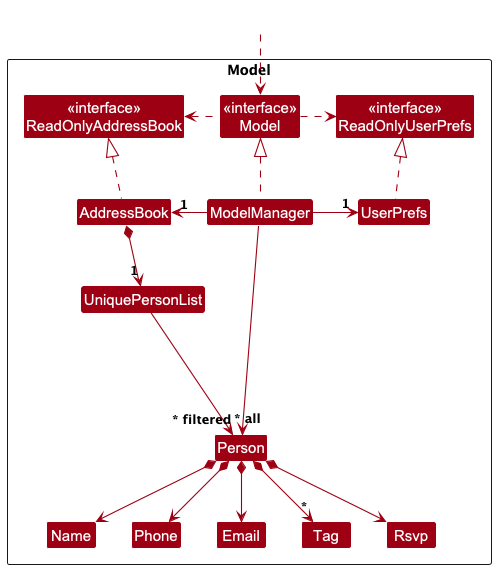 Model
«interface»
ReadOnlyAddressBook
«interface»
Model
«interface»
ReadOnlyUserPrefs
AddressBook
1
ModelManager
1
UserPrefs
1
UniquePersonList
* filtered
* all
Person
*
Name
Phone
Email
Tag
Rsvp